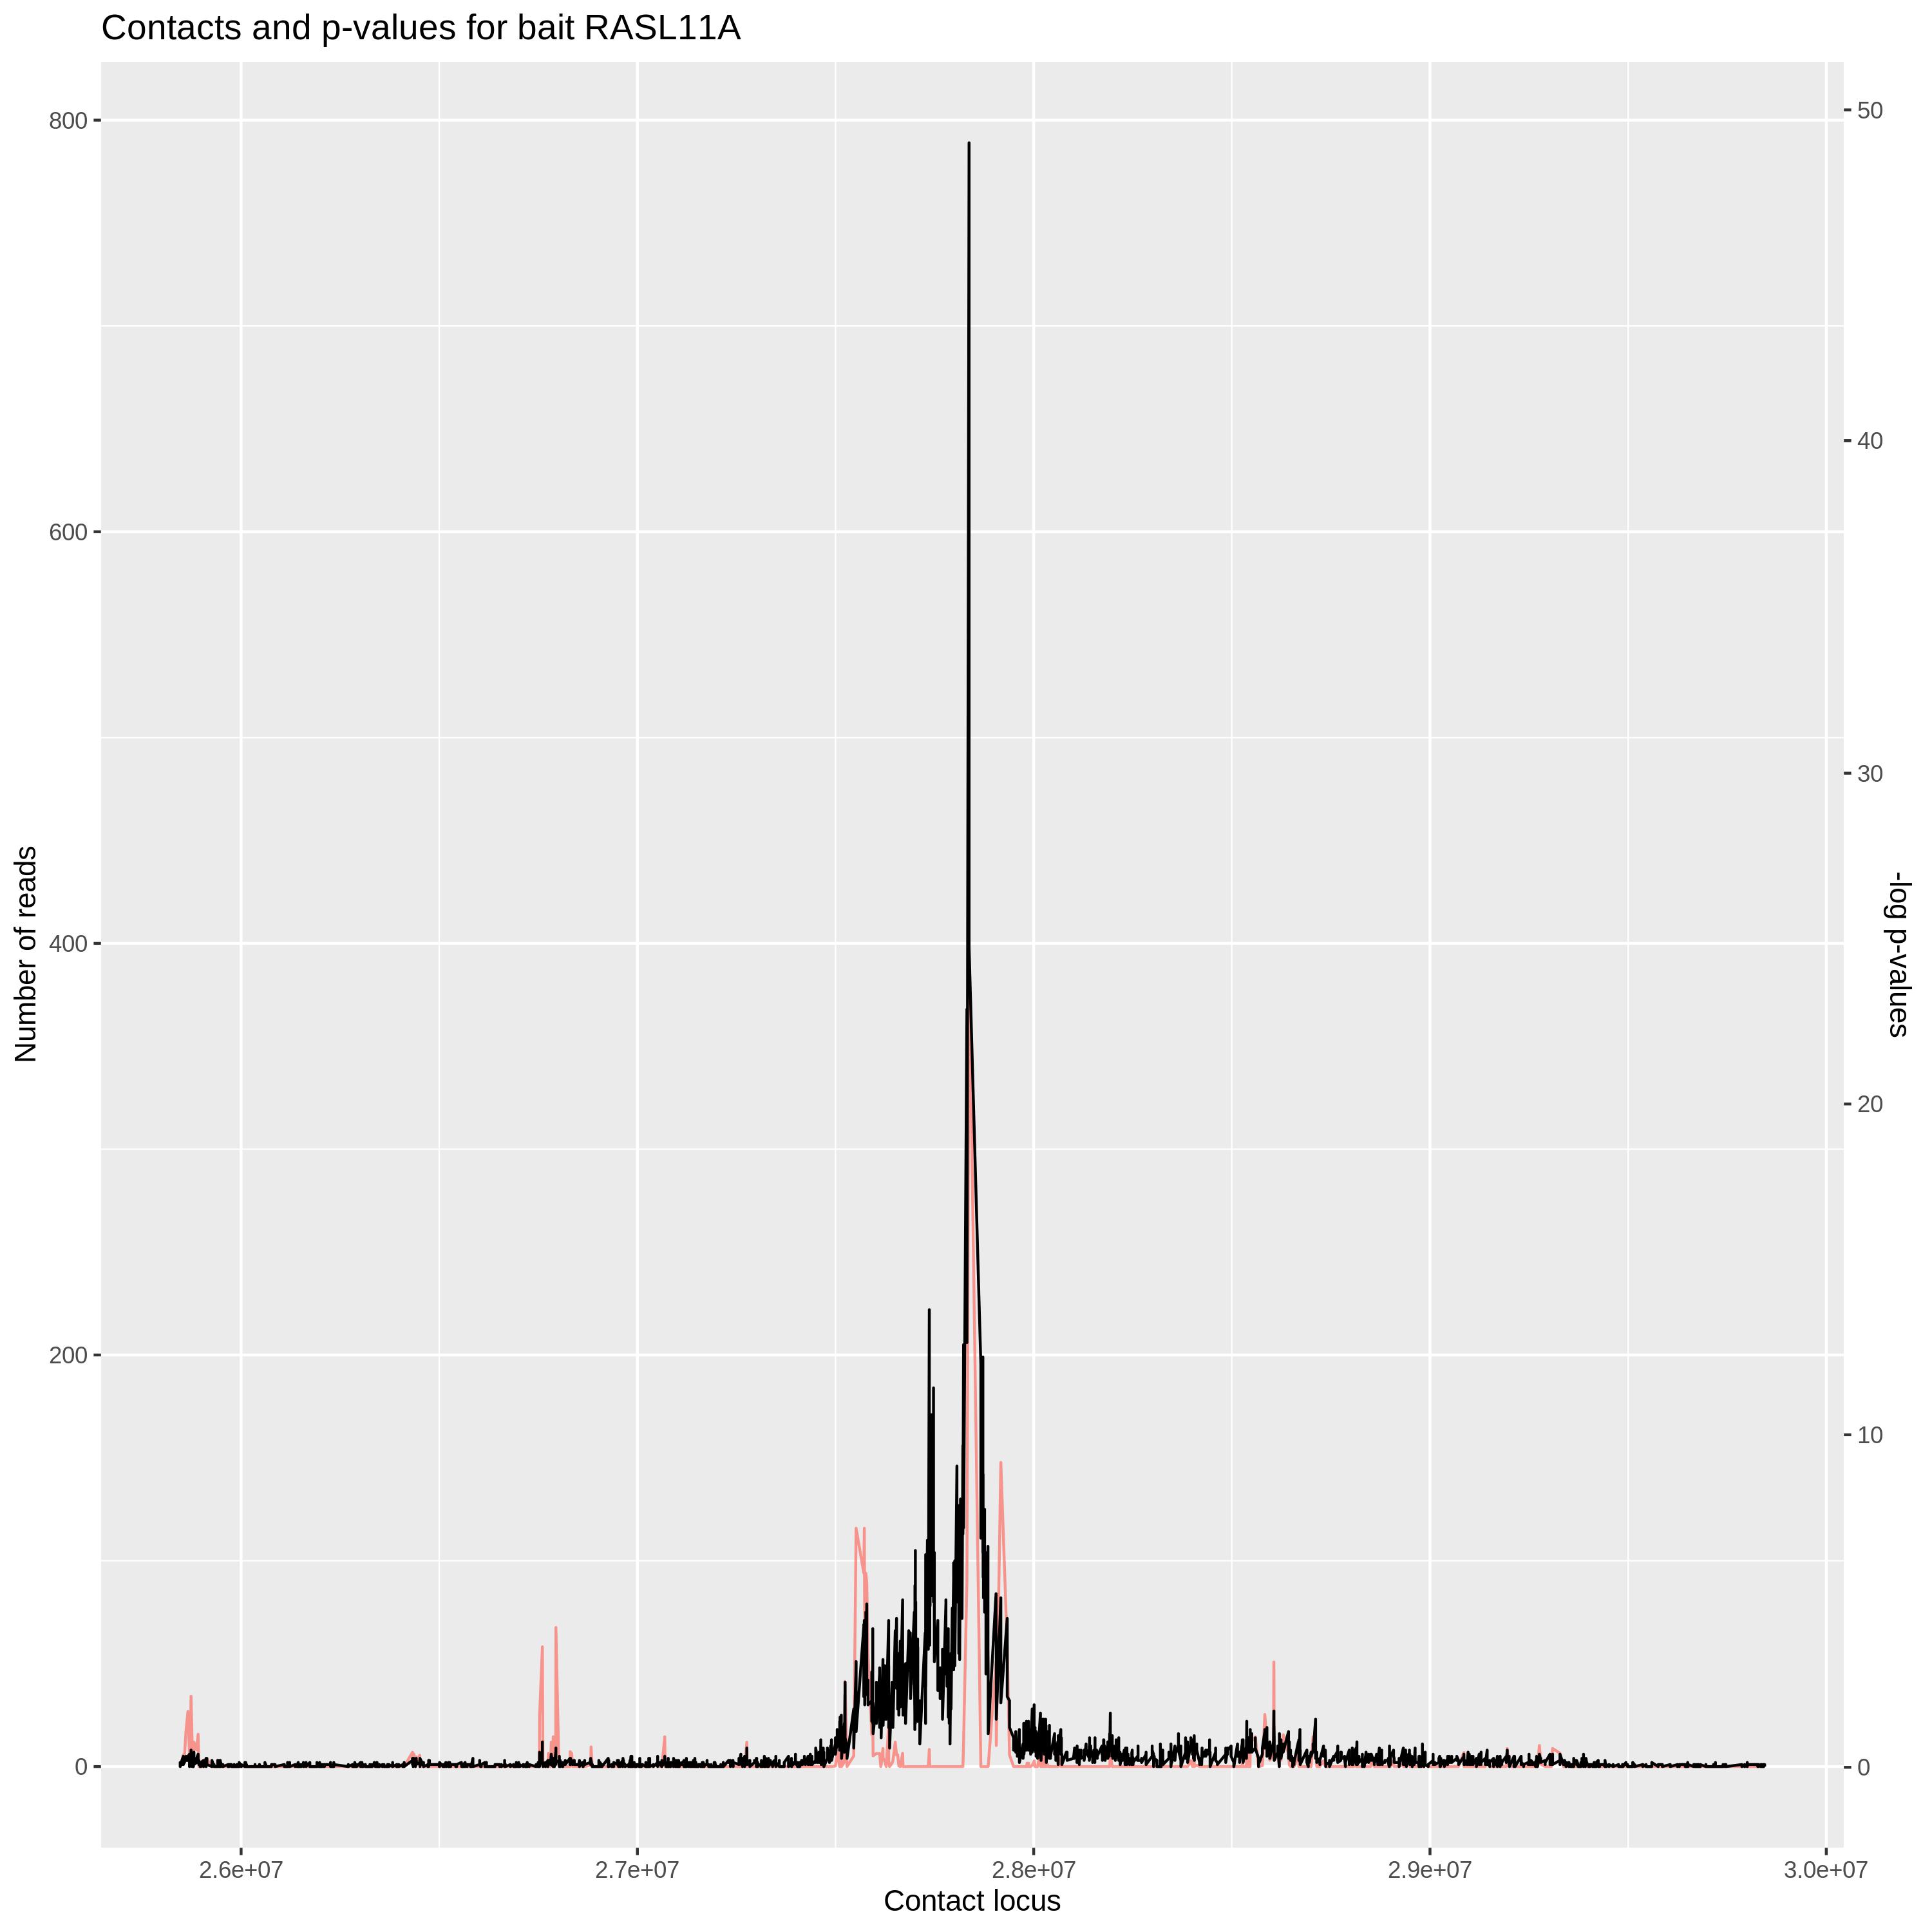 Contacts and p-values for bait RASL11A
800
600
400
200
0
Number of reads
50
40
30
20
10
0
-log p-values
2.6e+07
2.7e+07
2.8e+07
2.9e+07
3.0e+07
Contact locus